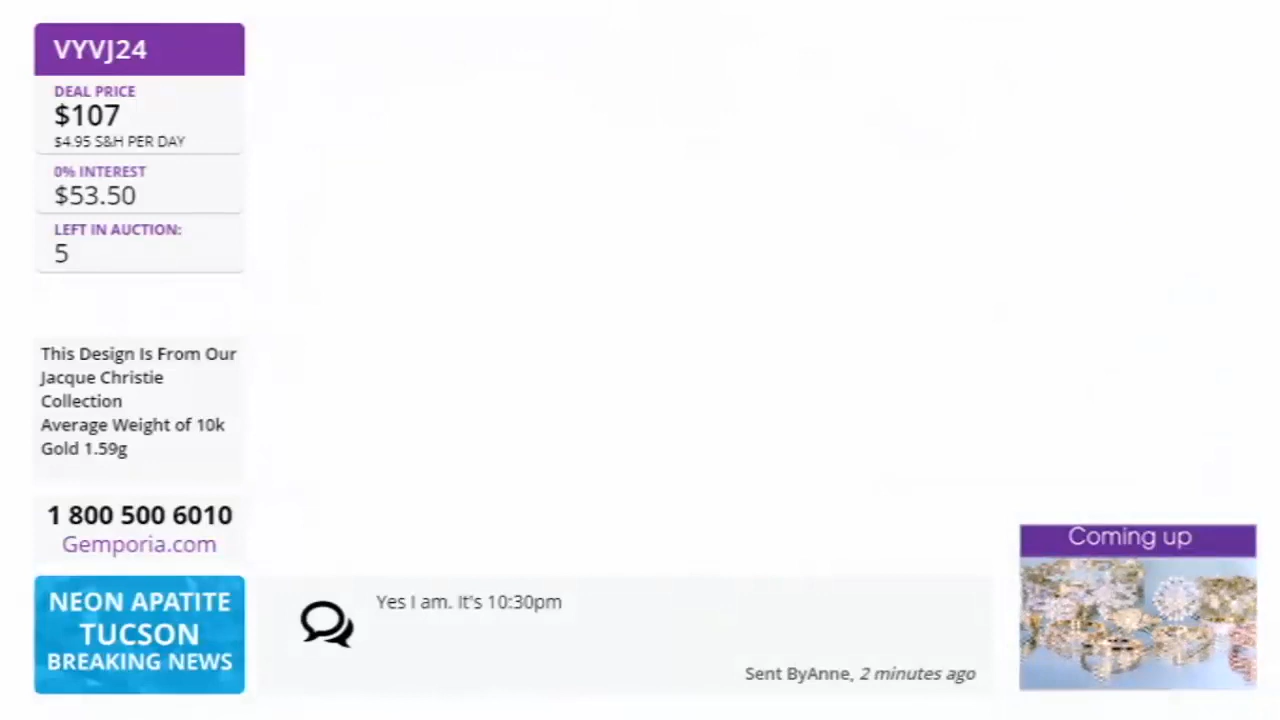 VYVJ24
DEAL PRICE
$107
$4.95 S&H PER DAY
0% INTEREST
$53.50
LEFT IN AUCTION:
5
This Design Is From Our
Jacque Christie
Collection
Average Weight of 10k
Gold 1.59g
1 800 500 6010
Gemporia.com
NEON APATITE
TUCSON
BREAKING NEWS
Yes I am. It's 10:30pm
Sent ByAnne, 2 minutes ago
Coming up